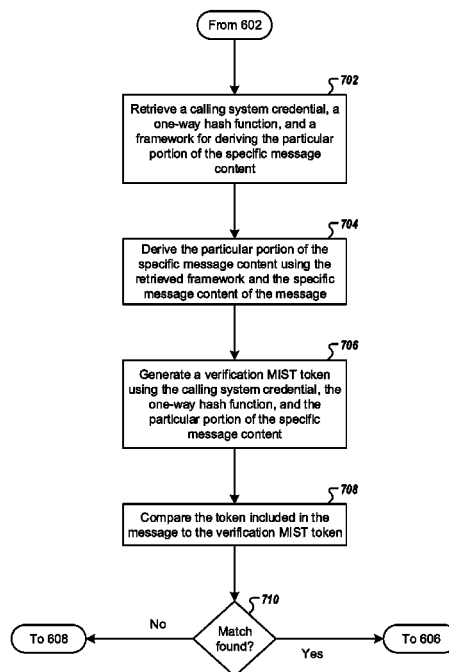 From 602
702
Retrieve a calling system credential, a
one-way hash function, and a
framework for deriving the particular
portion of the specific message
content
704
Derive the particular portion of the
specific message content using the
retrieved framework and the specific
message content of the message
706
Generate a verification MIST token
using the calling system credential, the
one-way hash function, and the
particular portion of the specific
message content
708
Compare the token included in the
message to the verification MIST token
710
No
Match
found?
Yes
To 608
To 606